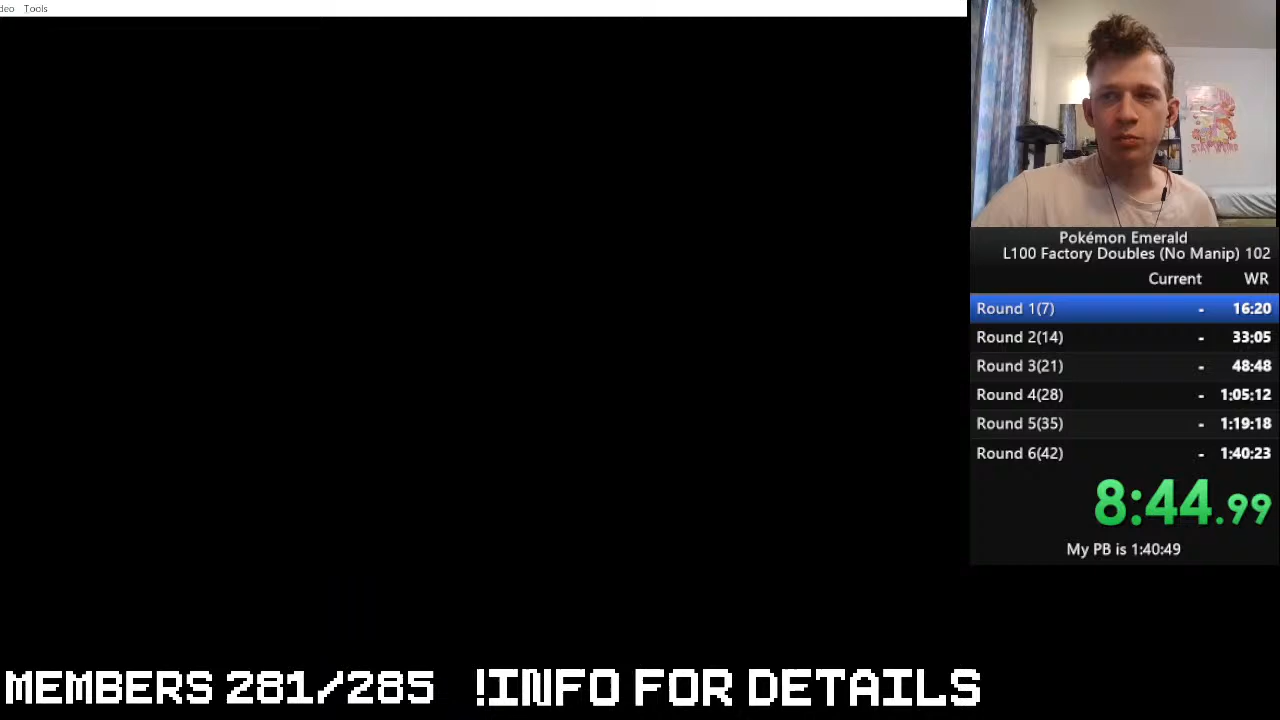 deo Tools
Pokémon Emerald
L100 Factory Doubles (No Manip) 102
Current WR
Round 1(7) - 16:20
Round 2(14) - 33:05
Round 3(21) - 48:48
Round 4(28) - 1:05:12
Round 5(35) - 1:19:18
Round 6(42) - 1:40:23
8:44.99
My PB is 1:40:49
MEMBERS 281/285 !INFO FOR DETAILS